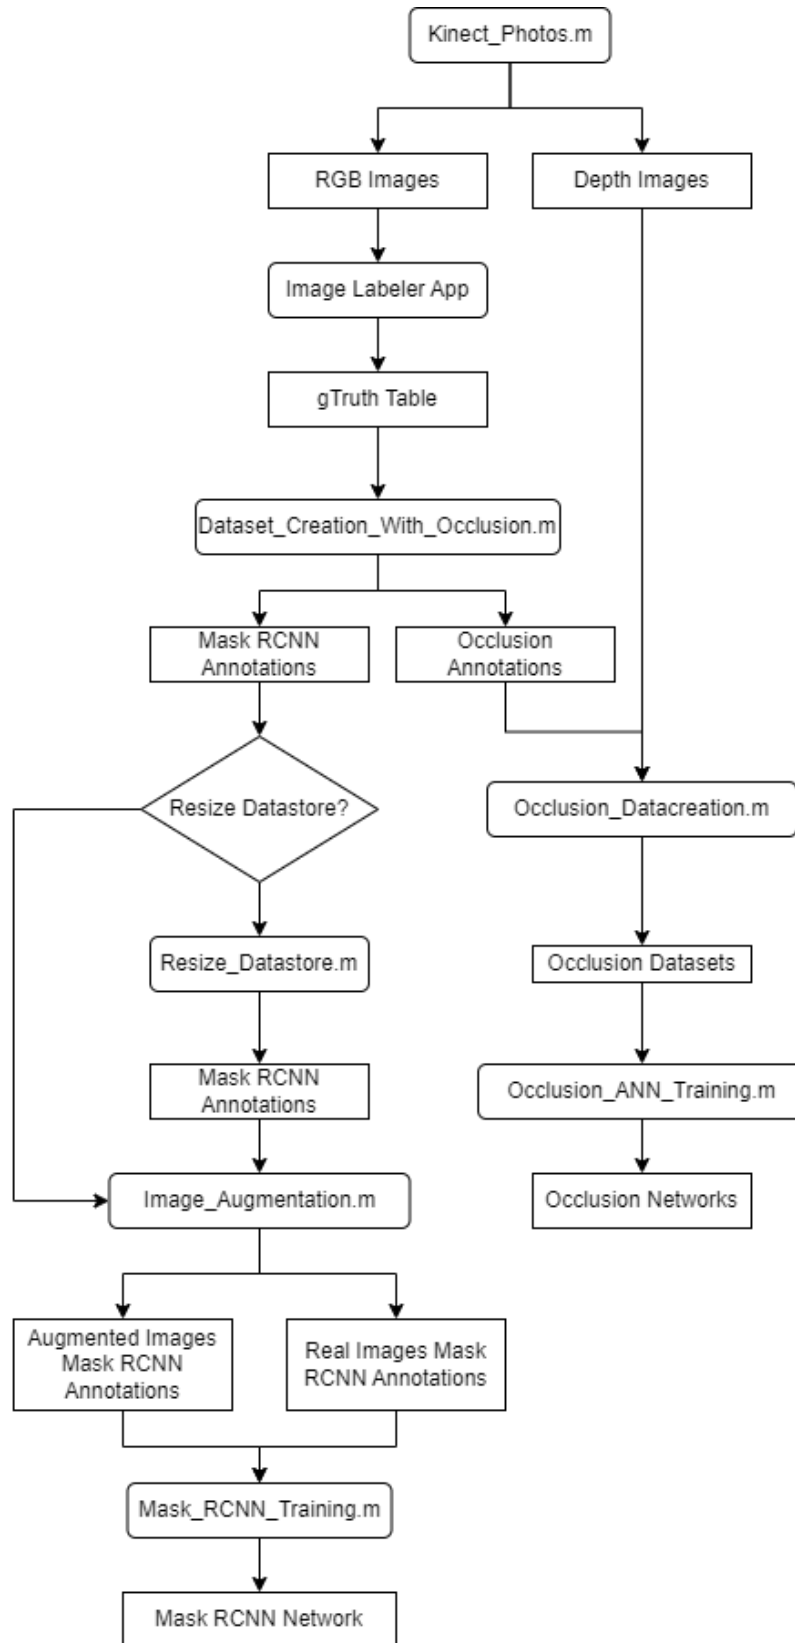 Kinect_Photos.m
RGB Images
Depth Images
Image Labeler App
gTruth Table
Dataset_Creation_With_Occlusion.m
Mask RCNN
Annotations
Occlusion
Annotations
Resize Datastore?
Occlusion_Datacreation.m
Resize_Datastore.m
Occlusion Datasets
Mask RCNN
Annotations
Occlusion_ANN_Training.m
Image_Augmentation.m
Occlusion Networks
Augmented Images
Mask RCNN
Annotations
Real Images Mask
RCNN Annotations
Mask_RCNN_Training.m
Mask RCNN Network